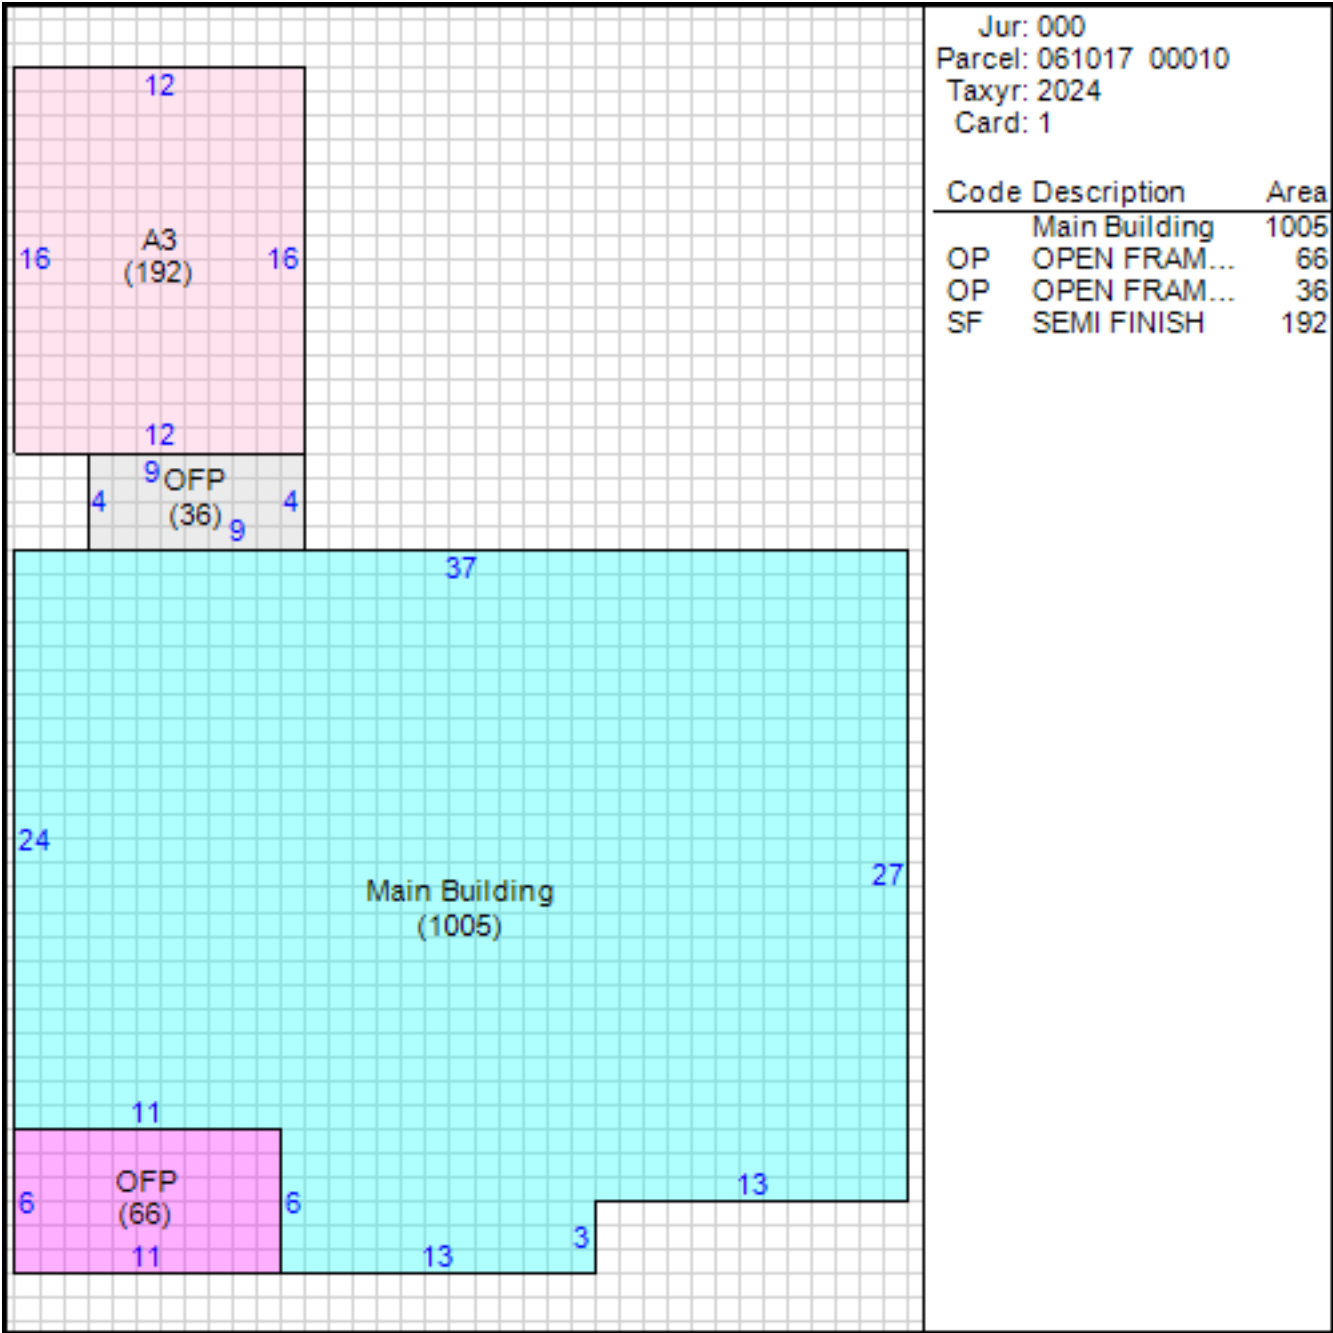 Jur: 000
Parcel: 061017 00010
Taxyr: 2024
Card: 1
Code Description Area
Main Building 1005
OP OPEN FRAM... 66
OP OPEN FRAM... 36
SF SEMI FINISH 192
12
A3
16 (192) 16
12
9 OFP
4 (36) 4
9
37
24
27
Main Building
(1005)
11
OFP
6 (66) 6
11
13
3
13